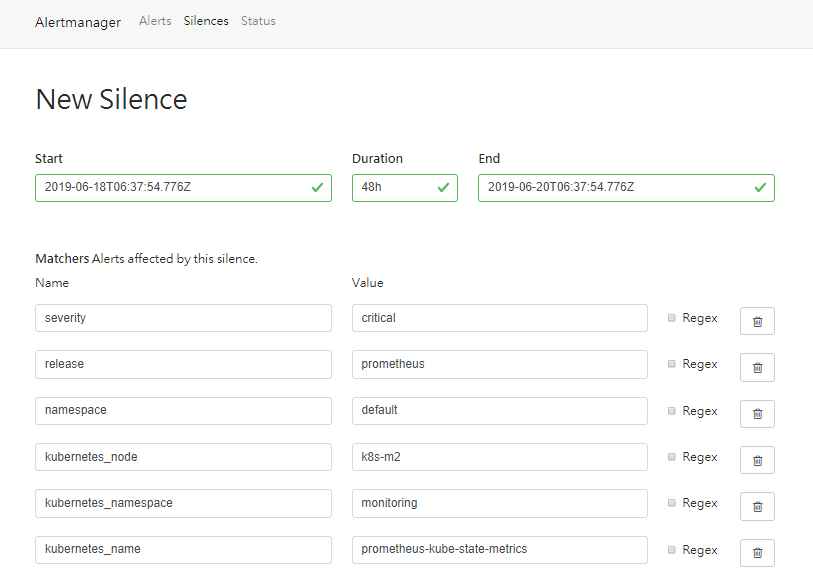 Alertmanager Alerts Silences Status
New Silence
Start Duration End
2019-06-18T06:37:54.776Z 48h 2019-06-20T06:37:54.776Z
Matchers Alerts affected by this silence.
Name Value
severity critical Regex
release prometheus Regex
namespace default Regex
kubernetes_node k8s-m2 Regex
kubernetes_namespace monitoring Regex
kubernetes_name prometheus-kube-state-metrics Regex